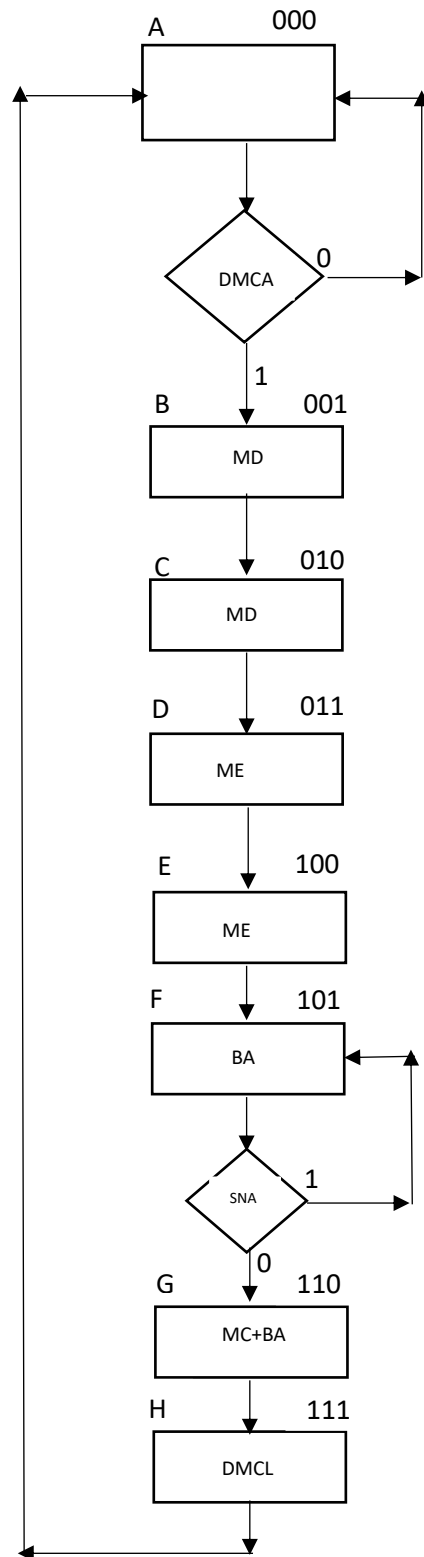 A 000
DMCA 0
1
B 001
MD
C 010
MD
D 011
ME
E 100
ME
F 101
BA
SNA 1
0
G 110
MC+BA
H 111
DMCL